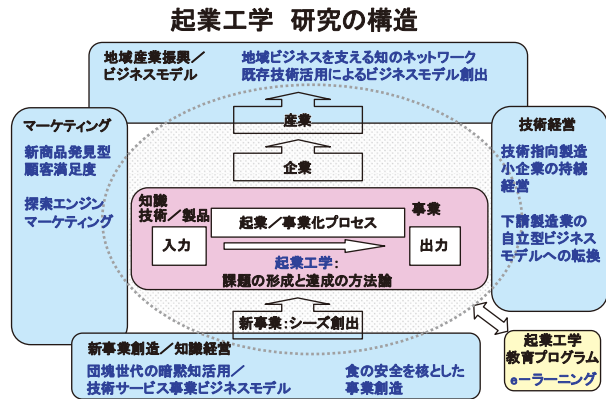 起業工学 研究の構造
地域産業振興／
ビジネスモデル
地域ビジネスを支える知のネットワーク
既存技術活用によるビジネスモデル創出
マーケティング
新商品発見型
顧客満足度
探索エンジン
マーケティング
産業
企業
技術経営
技術指向製造
小企業の持続
経営
下請製造業の
自立型ビジネス
モデルへの転換
知識
技術／製品
起業／事業化プロセス
事業
入力
出力
起業工学：
課題の形成と達成の方法論
新事業：シーズ創出
新事業創造／知識経営
団塊世代の暗黙知活用／
技術サービス事業ビジネスモデル
食の安全を核とした
事業創造
起業工学
教育プログラム
e－ラーニング